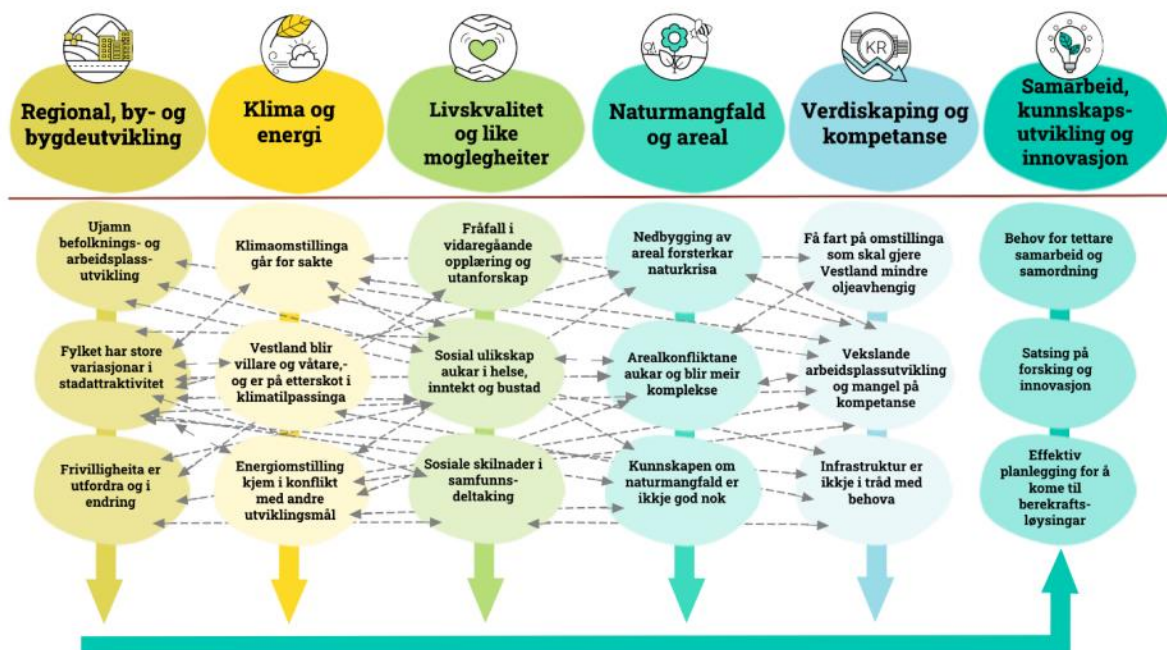 Regional, by- og
bygdeutvikling
Klima og
energi
Livskvalitet
og like
moglegheiter
Naturmangfald
og areal
KR
Verdiskaping og
kompetanse
Samarbeid,
kunnskaps-
utvikling og
innovasjon
Ujamn
befolknings- og
arbeidsplass-
utvikling
Klimaomstillinga
går for sakte
Fråfall i
vidaregåande
opplæring og
utanforskap
Nedbygging av
areal forsterkar
naturkrisa
Få fart på omstillinga
som skal gjere
Vestland mindre
oljeavhengig
Behov for tettare
samarbeid og
samordning
Fylket har store
variasjonar i
stadattraktivitet
Vestland blir
villare og våtare,-
og er på etterskot i
klimatilpassinga
Sosial ulikskap
aukar i helse,
inntekt og bustad
Arealkonfliktane
aukar og blir meir
komplekse
Vekslande
arbeidsplassutvikling
og mangel på
kompetanse
Satsing på
forsking og
innovasjon
Frivilligheita er
utfordra og i
endring
Energiomstilling
kjem i konflikt
med andre
utviklingsmål
Sosiale skilnader i
samfunns-
deltaking
Kunnskapen om
naturmangfald er
ikkje god nok
Infrastruktur er
ikkje i tråd med
behova
Effektiv
planlegging for å
kome til
berekrafts-
løysingar